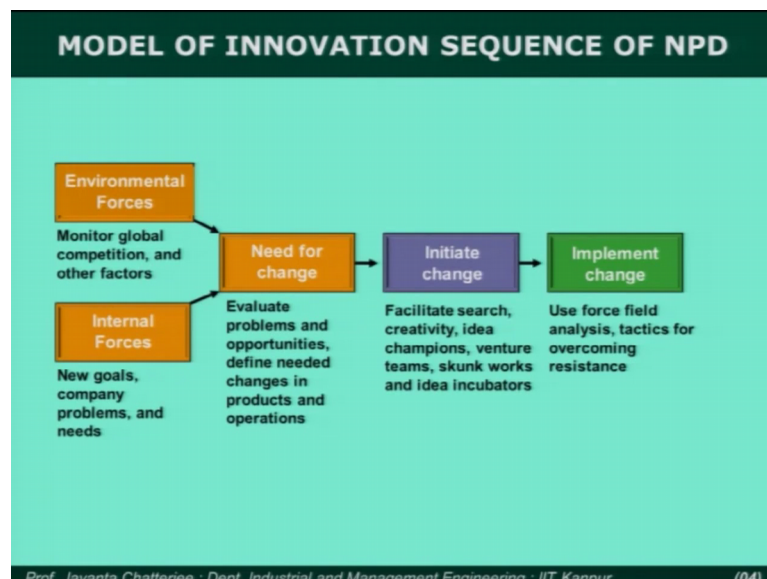 MODEL OF INNOVATION SEQUENCE OF NPD
Environmental
Forces
Monitor global
competition, and
other factors
Internal
Forces
New goals,
company
problems, and
needs
Need for
change
Evaluate
problems and
opportunities,
define needed
changes in
products and
operations
Initiate
change
Facilitate search,
creativity, idea
champions, venture
teams, skunk works
and idea incubators
Implement
change
Use force field
analysis, tactics for
overcoming
resistance
Prof. Jayanta Chatterjee : Dept. Industrial and Management Engineering : IIT Kanpur
(04)